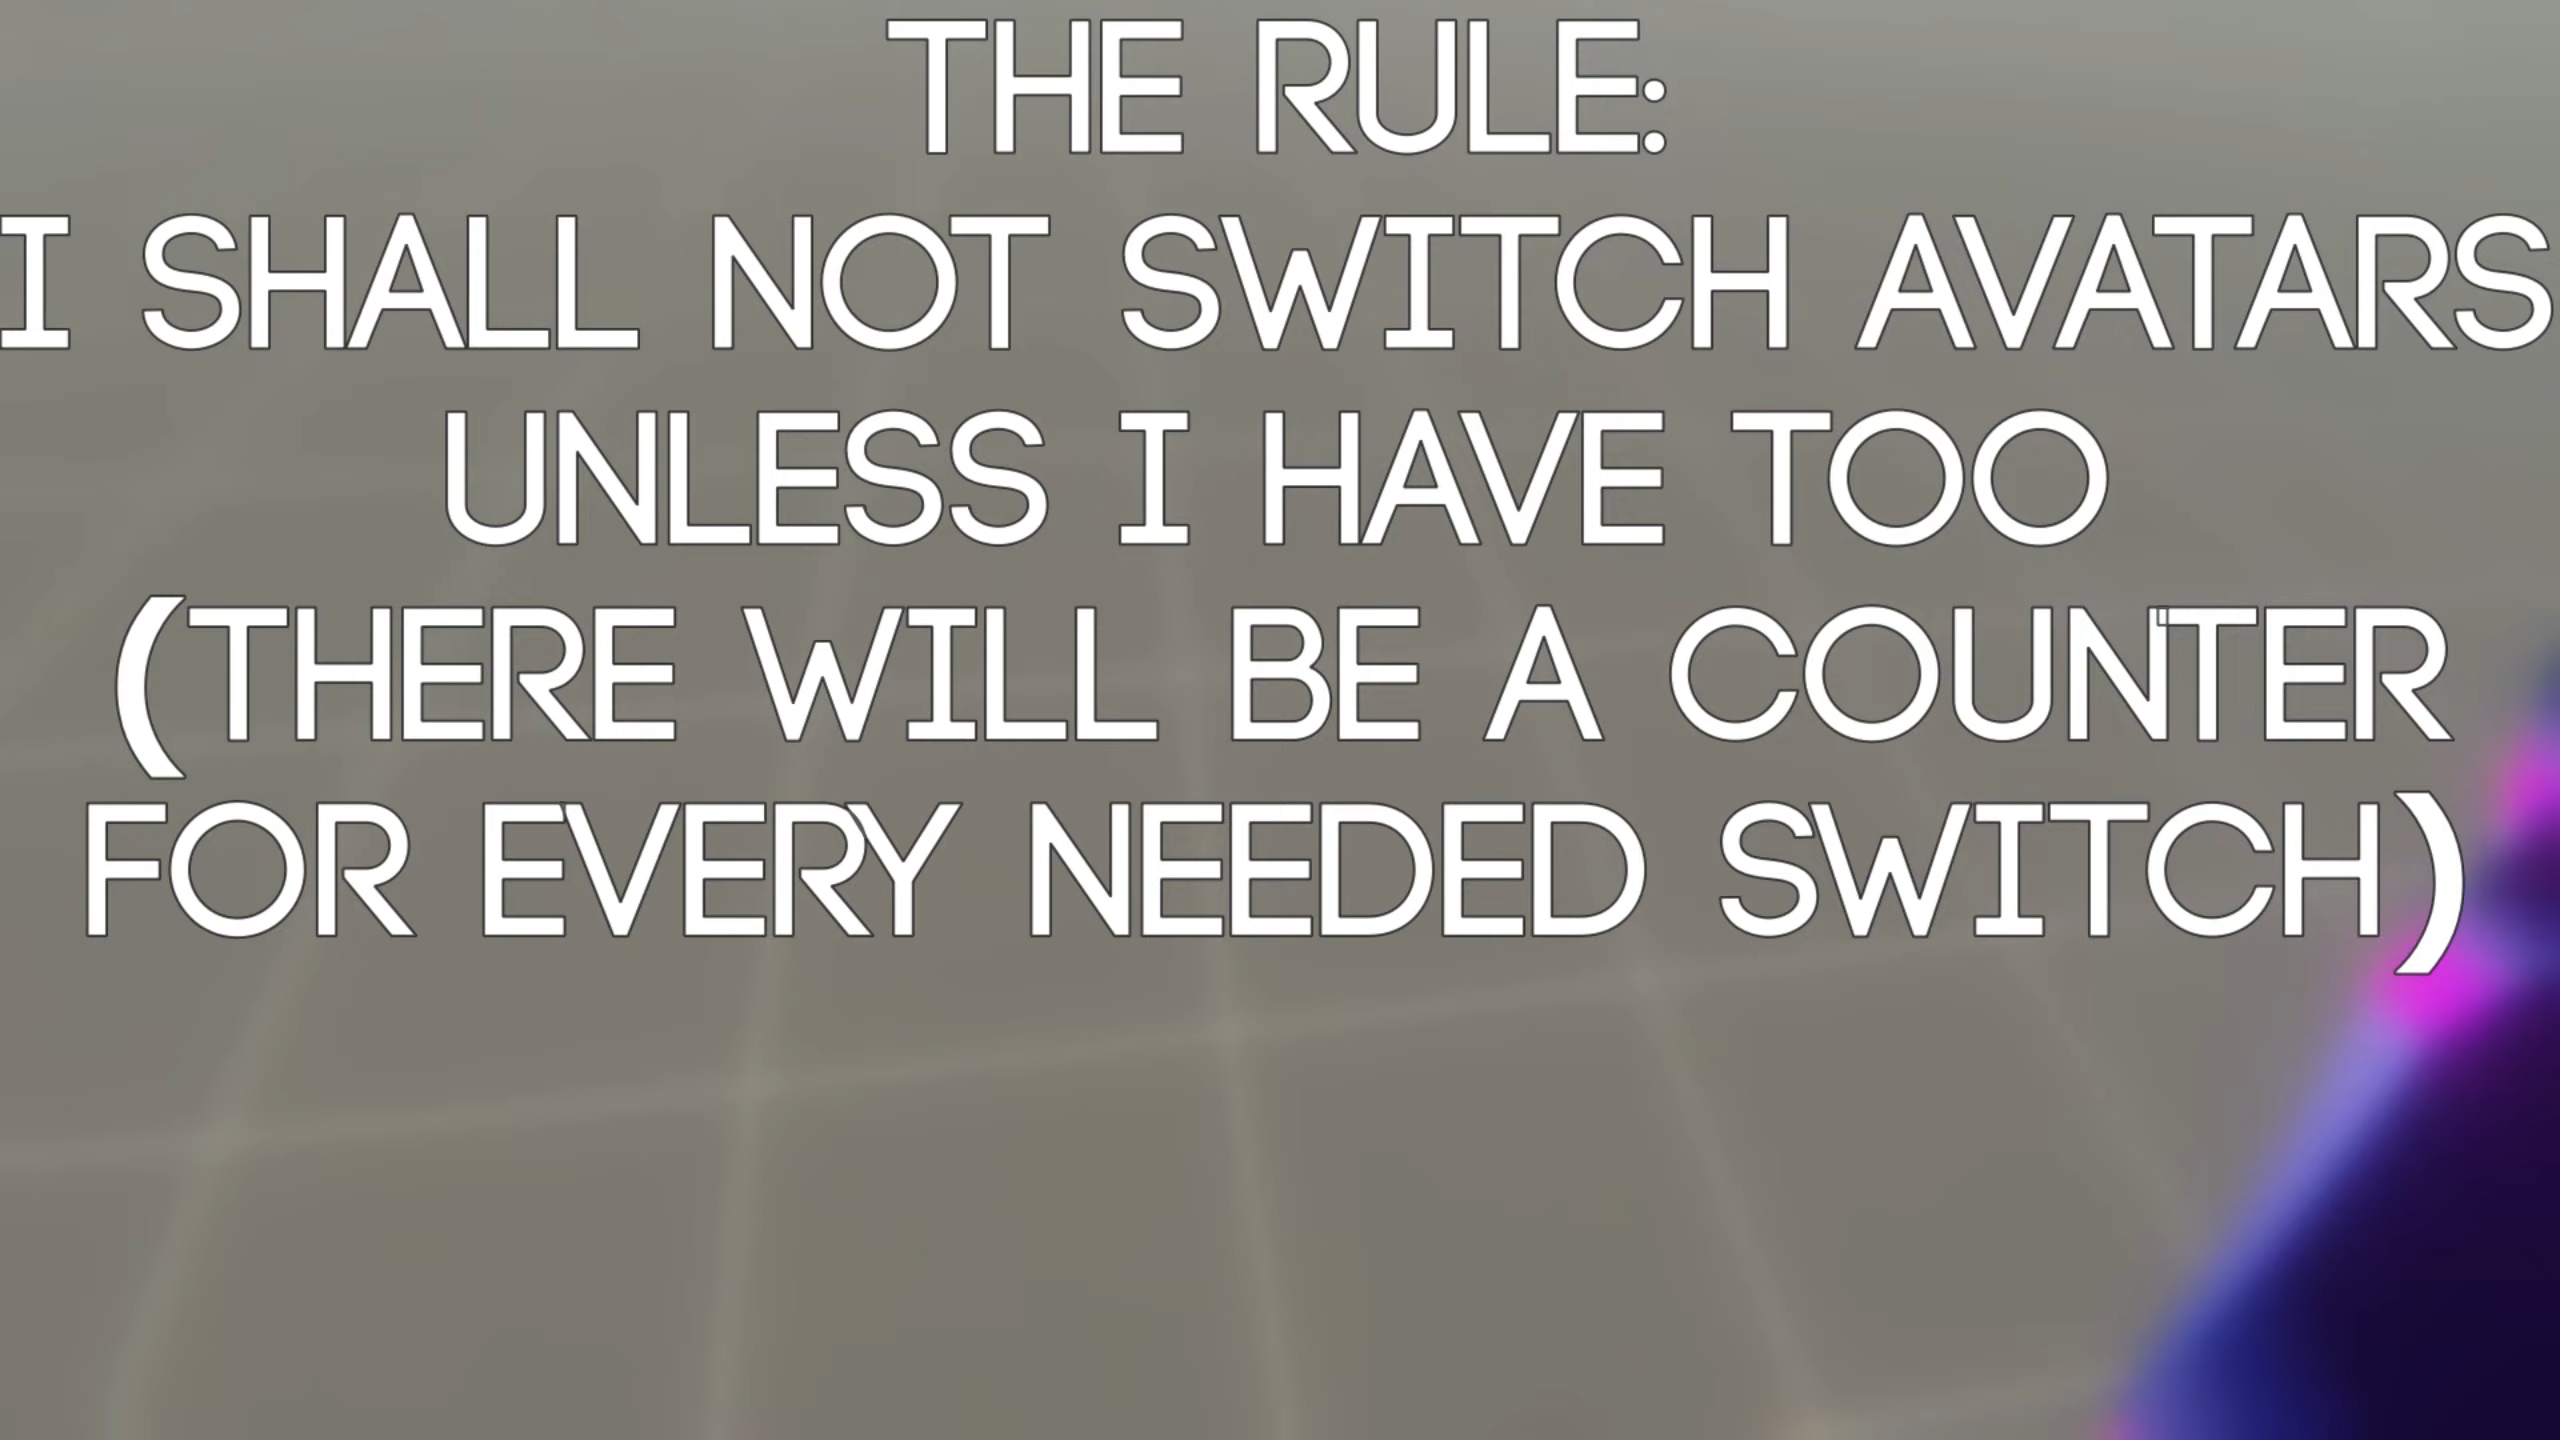 THE RULE:
I SHALL NOT SWITCH AVATARS
UNLESS I HAVE TOO
(THERE WILL BE A COUNTER
FOR EVERY NEEDED SWITCH)